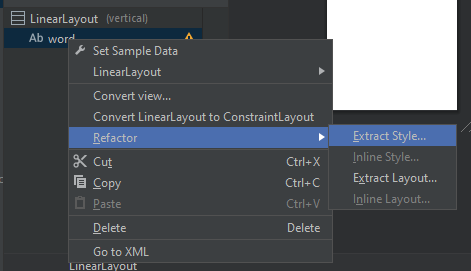 LinearLayout (vertical)
Ab word
Set Sample Data
LinearLayout
Convert view...
Convert LinearLayout to ConstraintLayout
Refactor
Extract Style...
Inline Style...
Extract Layout...
Inline Layout...
Cut Ctrl+X
Copy Ctrl+C
Paste Ctrl+V
Delete Delete
Go to XML
LinearLayout